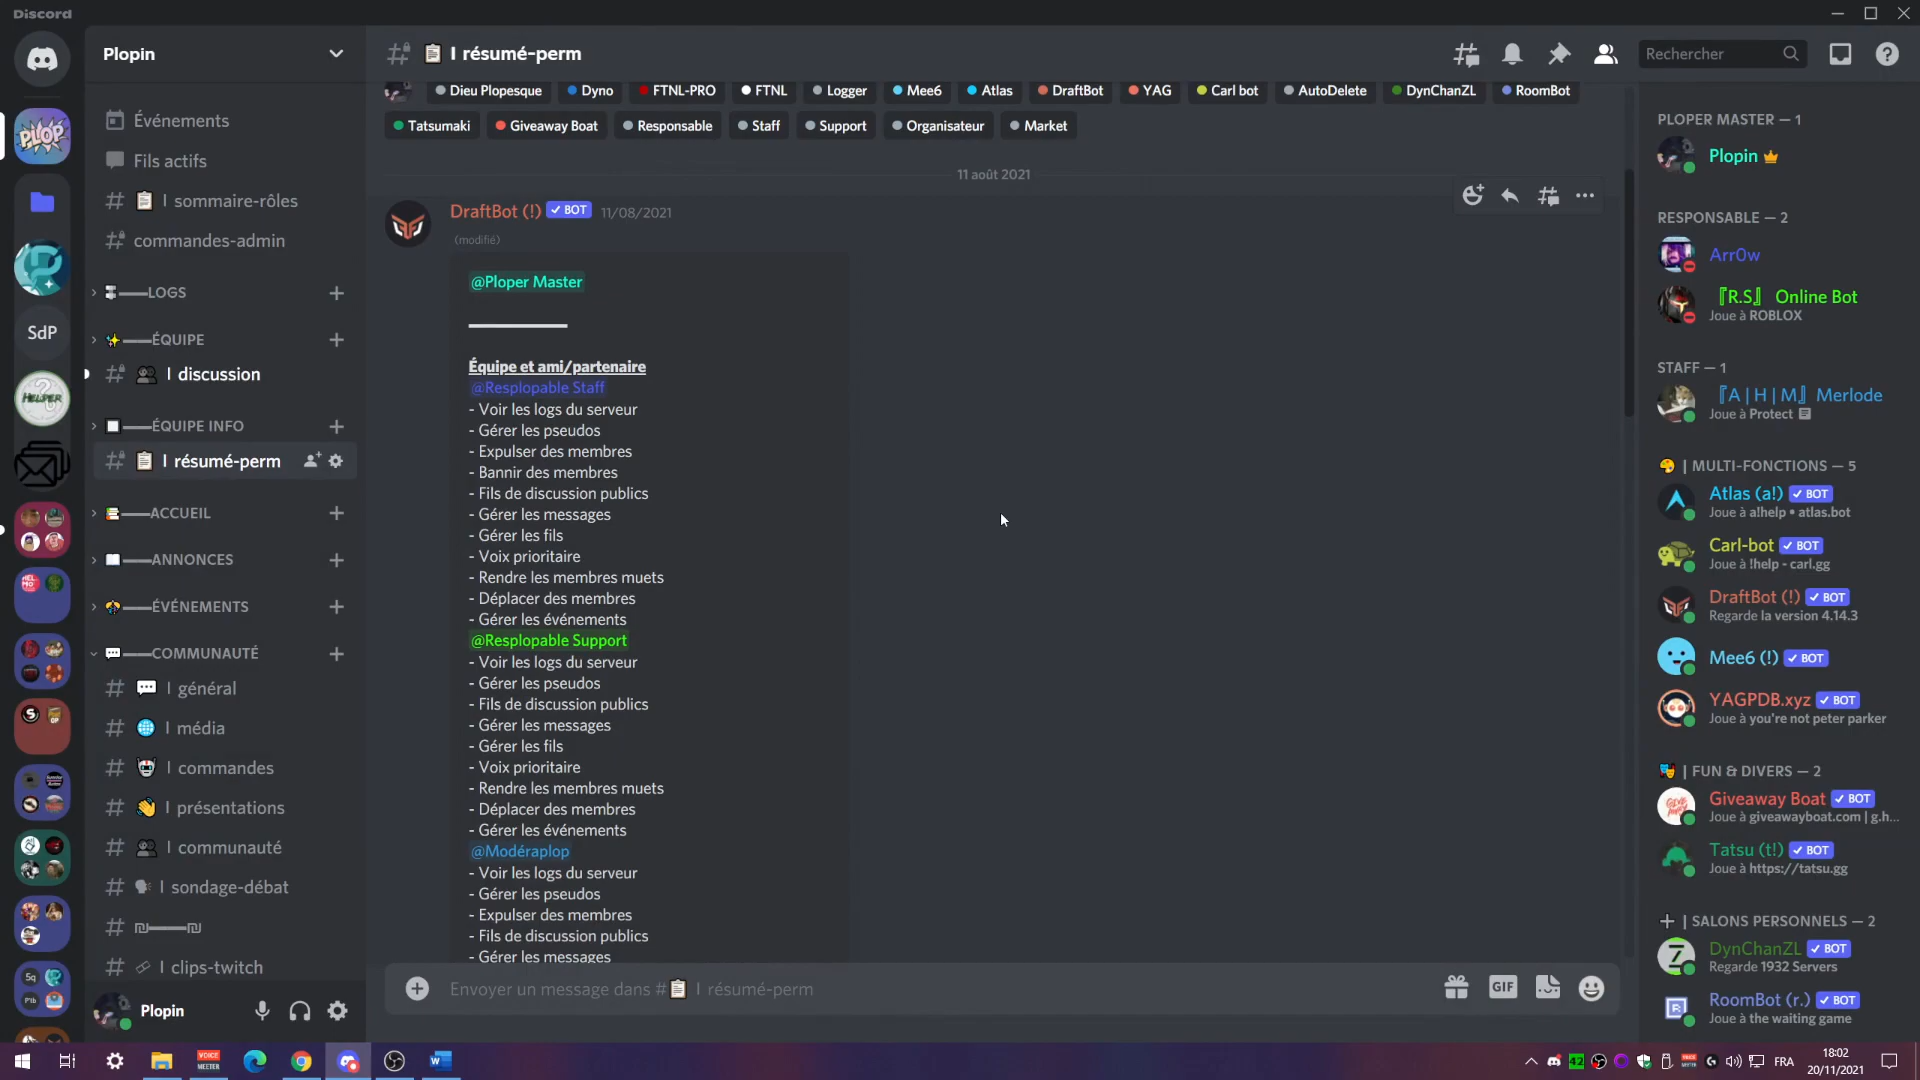 Discord
Plopin
Événements
Fils actifs
sommaire-rôles
commandes-admin
LOGS
ÉQUIPE
discussion
ÉQUIPE INFO
résumé-perm
ACCUEIL
ANNONCES
ÉVÉNEMENTS
COMMUNAUTÉ
général
média
commandes
présentations
communauté
sondage-débat
clips-twitch
Plopin
PLOP
SdP
HELPER
résumé-perm
Rechercher
Dieu Plopesque Dyno FTNL-PRO FTNL Logger Mee6 Atlas DraftBot YAG Carl bot AutoDelete DynChanZL RoomBot
Tatsumaki Giveaway Boat Responsable Staff Support Organisateur Market
11 août 2021
DraftBot (!) BOT 11/08/2021
(modifié)
@Ploper Master
Équipe et ami/partenaire
@Resplopable Staff
- Voir les logs du serveur
- Gérer les pseudos
- Expulser des membres
- Bannir des membres
- Fils de discussion publics
- Gérer les messages
- Gérer les fils
- Voix prioritaire
- Rendre les membres muets
- Déplacer des membres
- Gérer les événements
@Resplopable Support
- Voir les logs du serveur
- Gérer les pseudos
- Fils de discussion publics
- Gérer les messages
- Gérer les fils
- Voix prioritaire
- Rendre les membres muets
- Déplacer des membres
- Gérer les événements
@Modéraplop
- Voir les logs du serveur
- Gérer les pseudos
- Expulser des membres
- Fils de discussion publics
- Gérer les messages
Envoyer un message dans # résumé-perm
GIF
PLOPER MASTER — 1
Plopin
RESPONSABLE — 2
Arr0w
『R.S』 Online Bot
Joue à ROBLOX
STAFF — 1
『A | H | M』 Merlode
Joue à Protect
| MULTI-FONCTIONS — 5
Atlas (a!) BOT
Joue à a!help • atlas.bot
Carl-bot BOT
Joue à !help - carl.gg
DraftBot (!) BOT
Regarde la version 4.14.3
Mee6 (!) BOT
YAGPDB.xyz BOT
Joue à you're not peter parker
| FUN & DIVERS — 2
Giveaway Boat BOT
Joue à giveawayboat.com | g.h...
Tatsu (t!) BOT
Joue à https://tatsu.gg
| SALONS PERSONNELS — 2
DynChanZL BOT
Regarde 1932 Servers
RoomBot (r.) BOT
Joue à the waiting game
VOICE
MEETER
42
FRA
18:02
20/11/2021